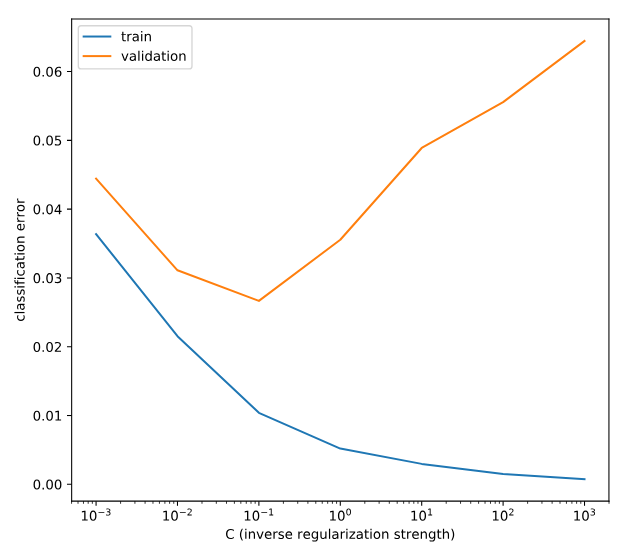 train
validation
0.06
0.05
0.04
0.03
0.02
0.01
0.00
classification error
10⁻³ 10⁻² 10⁻¹ 10⁰ 10¹ 10² 10³
C (inverse regularization strength)